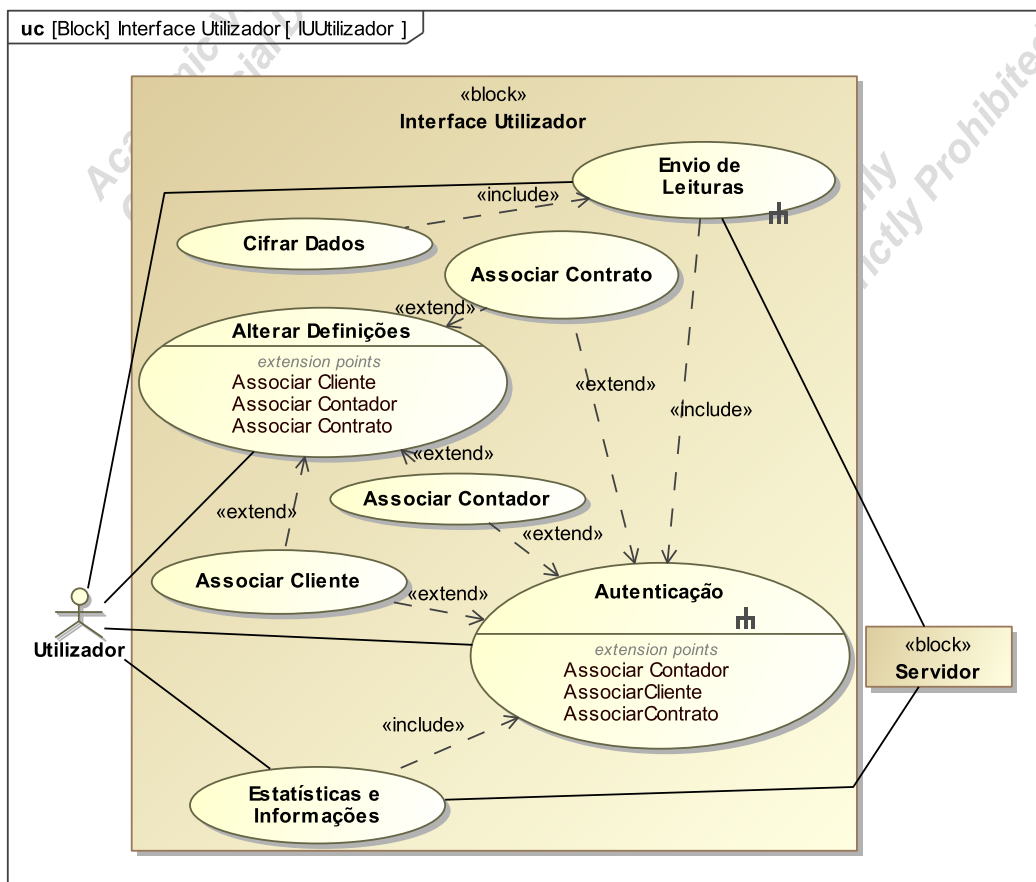 uc [Block] Interface Utilizador [ IUUtilizador ]
«block»
Interface Utilizador
Envio de
Leituras
«include»
Cifrar Dados
Associar Contrato
«extend»
Alterar Definições
extension points
Associar Cliente
Associar Contador
Associar Contrato
«extend»
«include»
«extend»
Associar Contador
«extend»
«extend»
Associar Cliente
«extend»
Autenticação
extension points
Associar Contador
AssociarCliente
AssociarContrato
Utilizador
«block»
Servidor
«include»
Estatísticas e
Informações